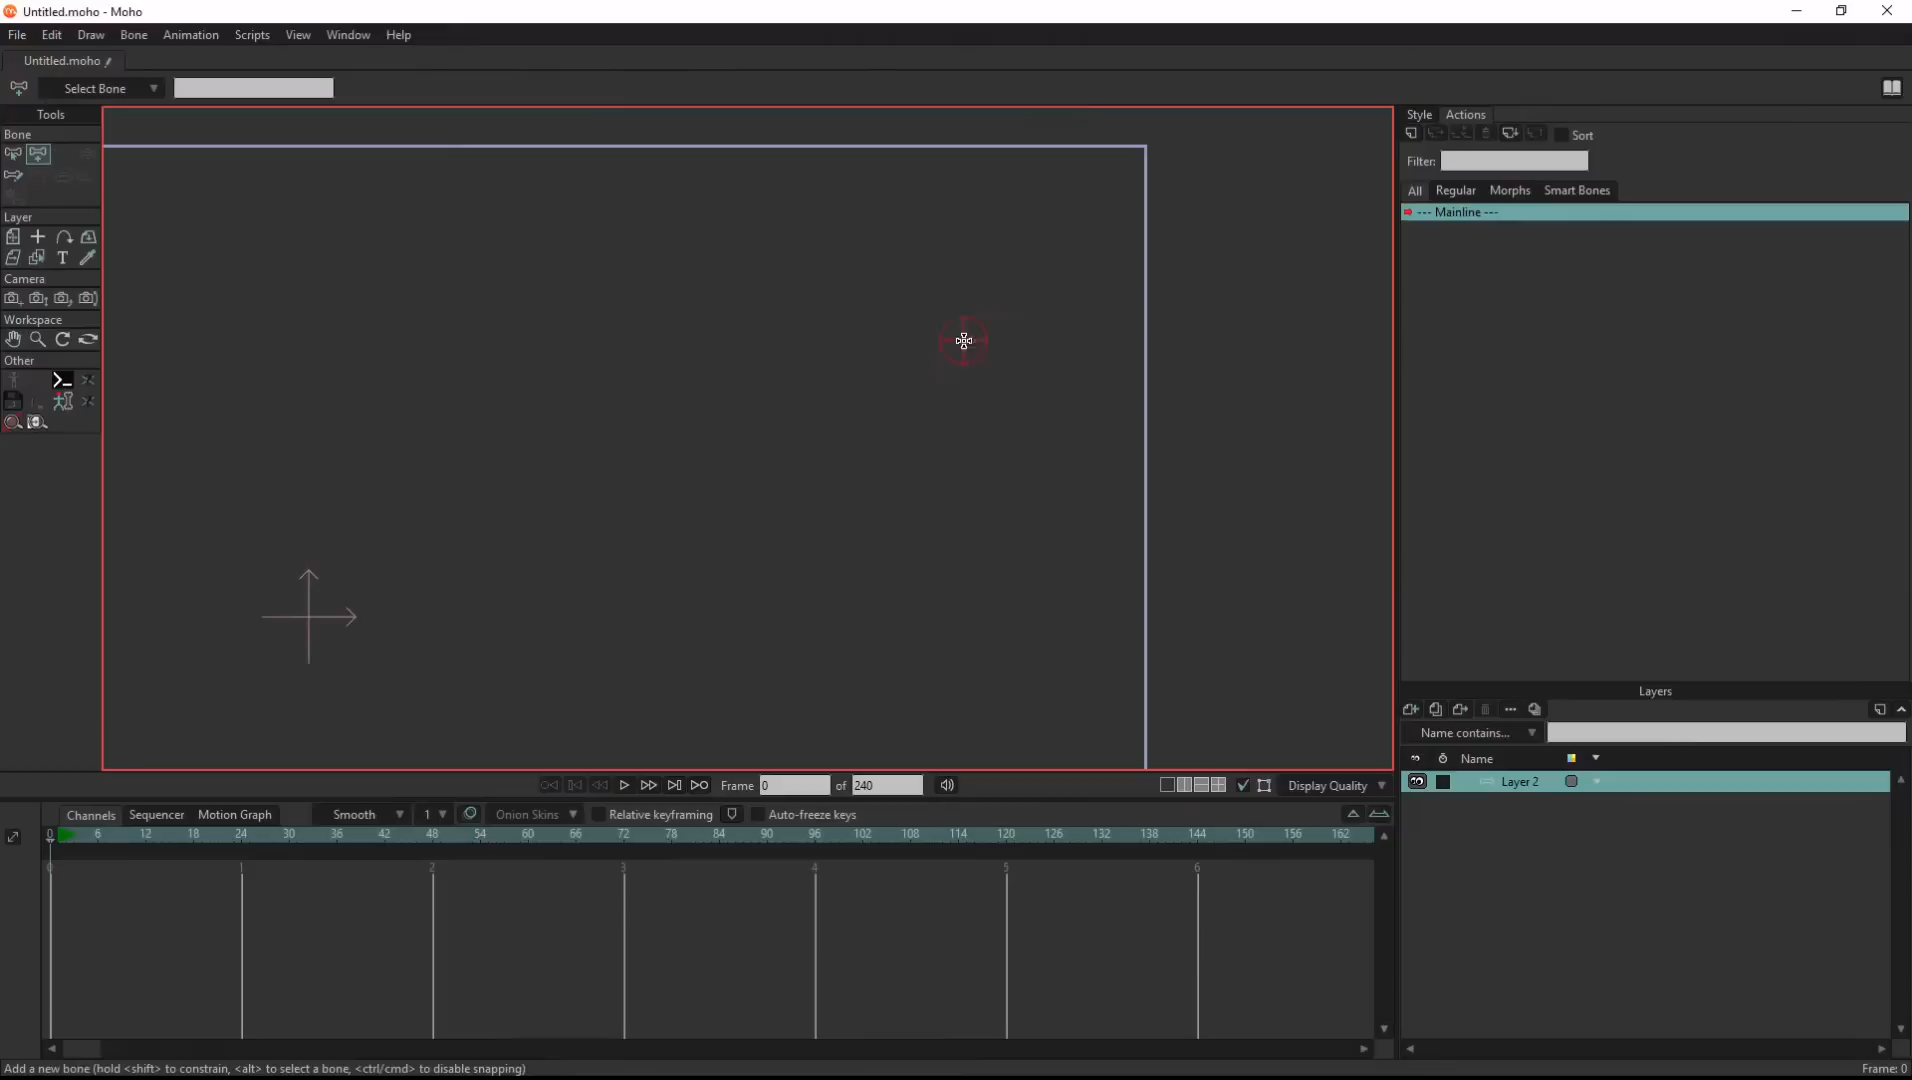 Untitled.moho - Moho
File Edit Draw Bone Animation Scripts View Window Help
Untitled.moho
Select Bone
Tools
Bone
Layer
T
Camera
Workspace
Other
Style Actions
Sort
Filter:
All Regular Morphs Smart Bones
--- Mainline ---
Layers
Name contains...
Name
Layer 2
Frame 0 of 240
Display Quality
Channels Sequencer Motion Graph Smooth 1 Onion Skins Relative keyframing Auto-freeze keys
0 6 12 18 24 30 36 42 48 54 60 66 72 78 84 90 96 102 108 114 120 126 132 138 144 150 156 162
0 1 2 3 4 5 6
Add a new bone (hold <shift> to constrain, <alt> to select a bone, <ctrl/cmd> to disable snapping)
Frame: 0